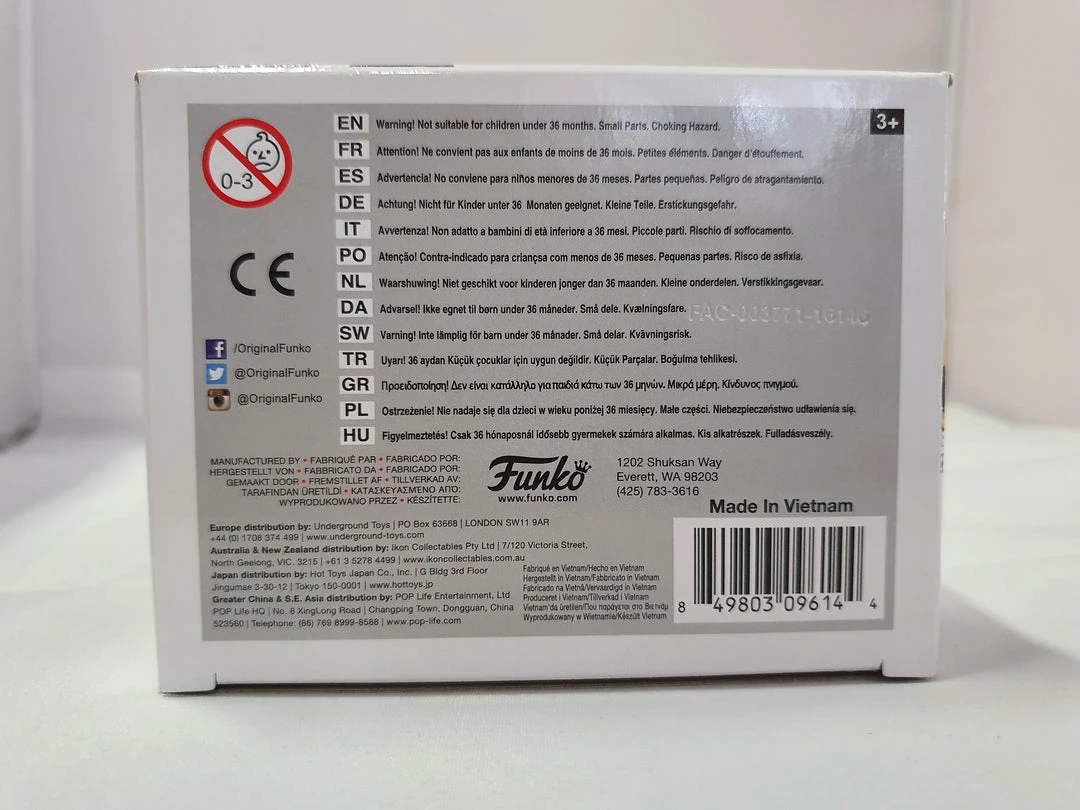 0-3
3+
EN Warning! Not suitable for children under 36 months. Small Parts. Choking Hazard.
FR Attention! Ne convient pas aux enfants de moins de 36 mois. Petites éléments. Danger d'étouffement.
ES Advertencia! No conviene para niños menores de 36 meses. Partes pequeñas. Peligro de atragantamiento.
DE Achtung! Nicht für Kinder unter 36 Monaten geeignet. Kleine Teile. Erstickungsgefahr.
IT Avvertenza! Non adatto a bambini di età inferiore a 36 mesi. Piccole parti. Rischio di soffocamento.
PO Atenção! Contra-indicado para criançsa com menos de 36 meses. Pequenas partes. Risco de asfixia.
NL Waarshuwing! Niet geschikt voor kinderen jonger dan 36 maanden. Kleine onderdelen. Verstikkingsgevaar.
DA Advarsel! Ikke egnet til børn under 36 måneder. Små dele. Kvælningsfare.
SW Varning! Inte lämplig för barn under 36 månader. Små delar. Kvävningsrisk.
TR Uyarı! 36 aydan Küçük çocuklar için uygun değildir. Küçük Parçalar. Boğulma tehlikesi.
GR Προειδοποίηση! Δεν είναι κατάλληλο για παιδιά κάτω των 36 μηνών. Μικρά μέρη. Κίνδυνος πνιγμού.
PL Ostrzeżenie! Nie nadaje się dla dzieci w wieku poniżej 36 miesięcy. Małe części. Niebezpieczeństwo udławienia się.
HU Figyelmeztetés! Csak 36 hónaposnál idősebb gyermekek számára alkalmas. Kis alkatrészek. Fulladásveszély.
CE
/OriginalFunko
@OriginalFunko
@OriginalFunko
MANUFACTURED BY • FABRIQUÉ PAR • FABRICADO POR:
HERGESTELLT VON • FABBRICATO DA • FABRICADO POR:
GEMAAKT DOOR • FREMSTILLET AF • TILLVERKAD AV:
TARAFINDAN ÜRETİLDİ • ΚΑΤΑΣΚΕΥΑΣΜΕΝΟ ΑΠΟ:
WYPRODUKOWANO PRZEZ • KÉSZÍTETTE:
Funko
www.funko.com
1202 Shuksan Way
Everett, WA 98203
(425) 783-3616
Made In Vietnam
Europe distribution by: Underground Toys | PO Box 63668 | LONDON SW11 9AR
+44 (0) 1708 374 499 | www.underground-toys.com
Australia & New Zealand distribution by: Ikon Collectables Pty Ltd | 7/120 Victoria Street,
North Geelong, VIC. 3215 | +61 3 5278 4499 | www.ikoncollectables.com.au
Japan distribution by: Hot Toys Japan Co., Inc. | G Bldg 3rd Floor
Jingumae 3-30-12 | Tokyo 150-0001 | www.hottoys.jp
Greater China & S.E. Asia distribution by: POP Life Entertainment, Ltd
POP Life HQ | No. 8 XingLong Road | Changping Town, Dongguan, China
523560 | Telephone: (86) 769 8999-8588 | www.pop-life.com
Fabriqué en Vietnam/Hecho en Vietnam
Hergestellt in Vietnam/Fabbricato in Vietnam
Fabricado na Vietnã/Vervaardigd in Vietnam
Produceret i Vietnam/Tillverkad i Vietnam
Vietnam'da üretilen/Που παράγεται στο Βιετνάμ
Wyprodukowany w Wietnamie/Készült Vietnam
8 49803 09614 4